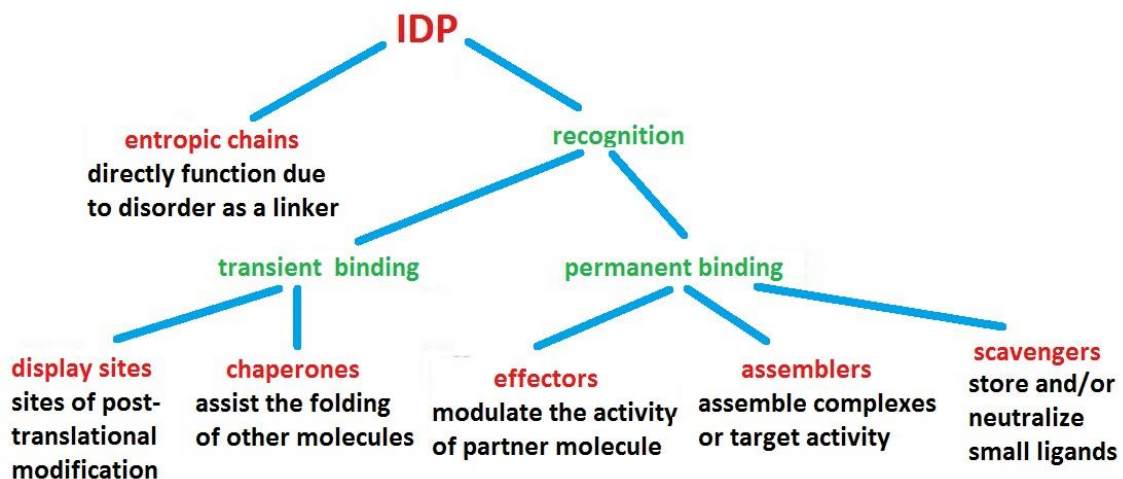 IDP
entropic chains
directly function due
to disorder as a linker
recognition
transient binding
permanent binding
display sites
sites of post-
translational
modification
chaperones
assist the folding
of other molecules
effectors
modulate the activity
of partner molecule
assemblers
assemble complexes
or target activity
scavengers
store and/or
neutralize
small ligands